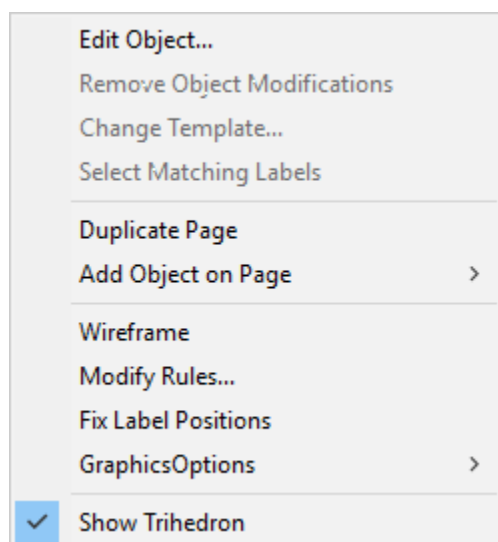 Edit Object...
Remove Object Modifications
Change Template...
Select Matching Labels
Duplicate Page
Add Object on Page
Wireframe
Modify Rules...
Fix Label Positions
GraphicsOptions
Show Trihedron